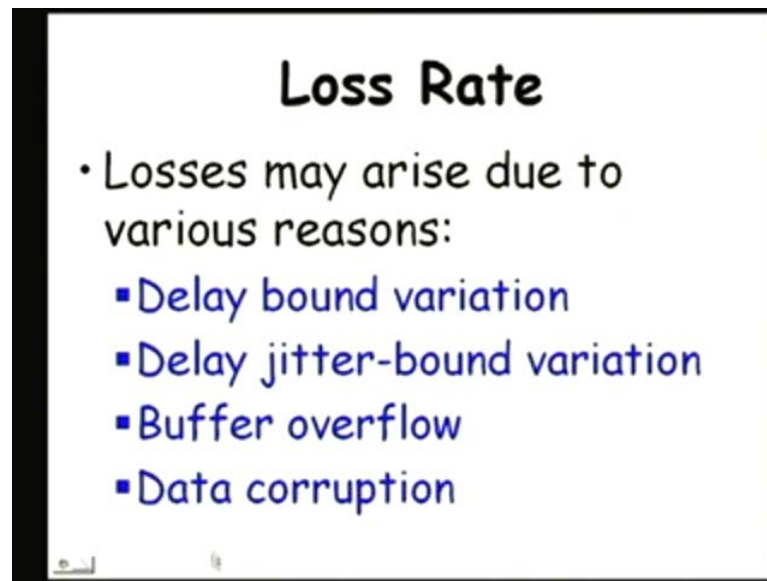 Loss Rate
• Losses may arise due to
various reasons:
▪ Delay bound variation
▪ Delay jitter-bound variation
▪ Buffer overflow
▪ Data corruption